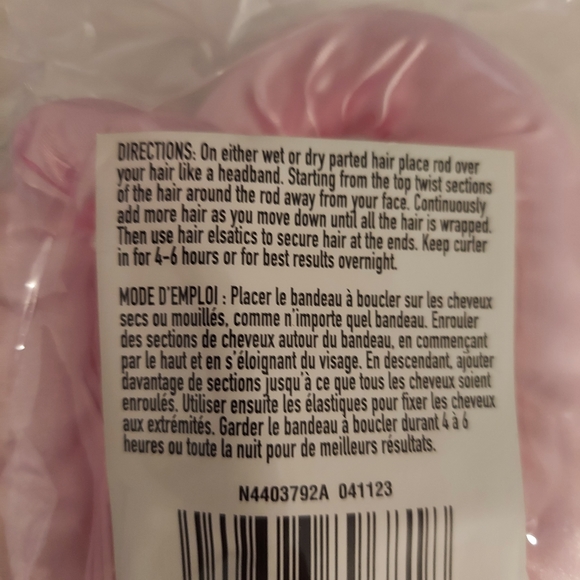 DIRECTIONS: On either wet or dry parted hair place rod over
your hair like a headband. Starting from the top twist sections
of the hair around the rod away from your face. Continuously
add more hair as you move down until all the hair is wrapped.
Then use hair elsatics to secure hair at the ends. Keep curler
in for 4-6 hours or for best results overnight.
MODE D'EMPLOI : Placer le bandeau à boucler sur les cheveux
secs ou mouillés, comme n'importe quel bandeau. Enrouler
des sections de cheveux autour du bandeau, en commençant
par le haut et en s'éloignant du visage. En descendant, ajouter
davantage de sections jusqu'à ce que tous les cheveux soient
enroulés. Utiliser ensuite les élastiques pour fixer les cheveux
aux extrémités. Garder le bandeau à boucler durant 4 à 6
heures ou toute la nuit pour de meilleurs résultats.
N4403792A 041123